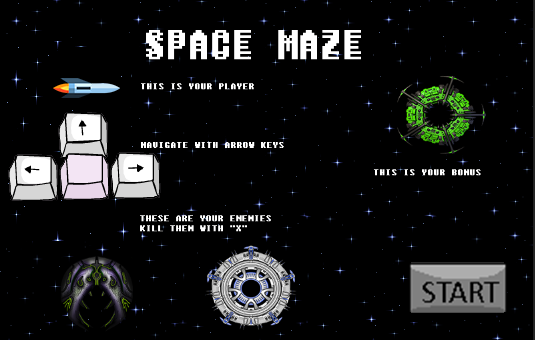 SPACE MAZE
THIS IS YOUR PLAYER
NAVIGATE WITH ARROW KEYS
THIS IS YOUR BONUS
THESE ARE YOUR ENEMIES
KILL THEM WITH "X"
START